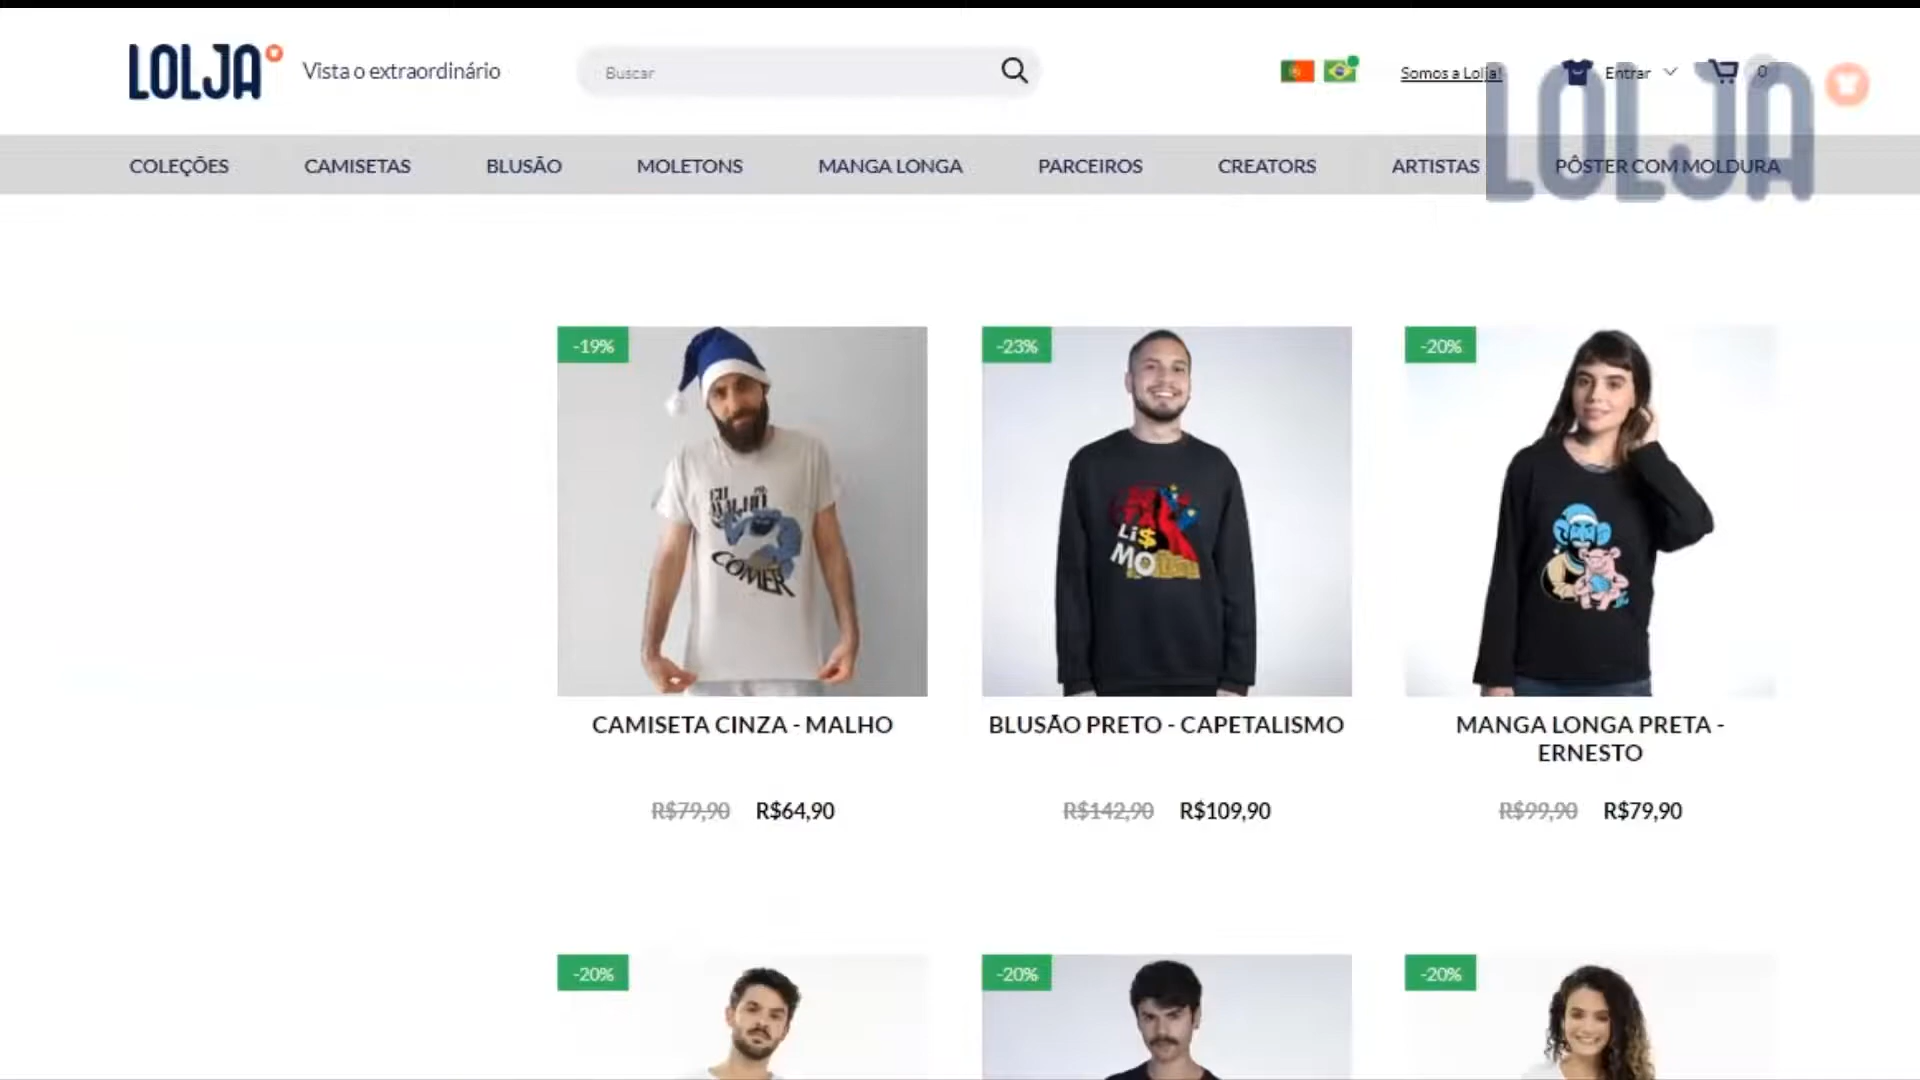 LOLJA
Vista o extraordinário
Buscar
Somos a Lolja!
Entrar
0
LOLJA
COLEÇÕES
CAMISETAS
BLUSÃO
MOLETONS
MANGA LONGA
PARCEIROS
CREATORS
ARTISTAS
PÔSTER COM MOLDURA
-19%
-23%
-20%
COMER
LI$
MO
CAMISETA CINZA - MALHO
BLUSÃO PRETO - CAPETALISMO
MANGA LONGA PRETA -
ERNESTO
R$79,90 R$64,90
R$142,90 R$109,90
R$99,90 R$79,90
-20%
-20%
-20%